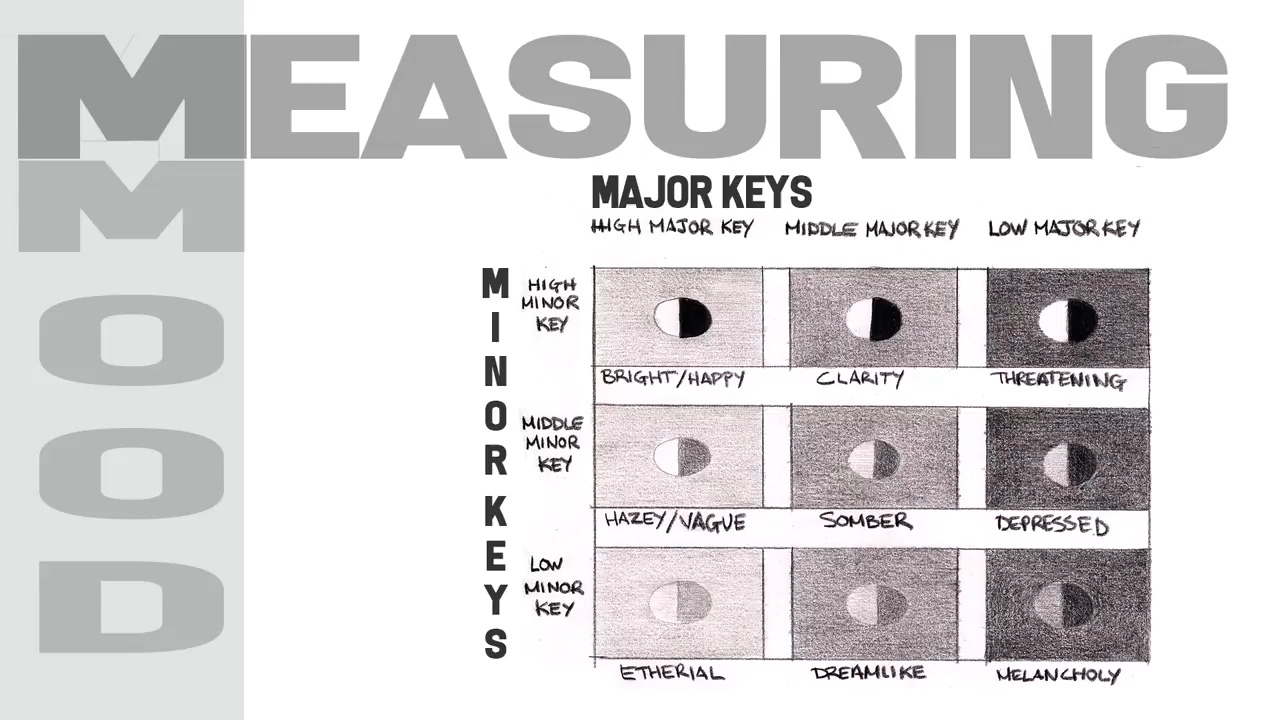 MEASURING
MOOD
MAJOR KEYS
HIGH MAJOR KEY MIDDLE MAJOR KEY LOW MAJOR KEY
MINOR KEYS
HIGH
MINOR
KEY
BRIGHT/HAPPY CLARITY THREATENING
MIDDLE
MINOR
KEY
HAZEY/VAGUE SOMBER DEPRESSED
LOW
MINOR
KEY
ETHERIAL DREAMLIKE MELANCHOLY